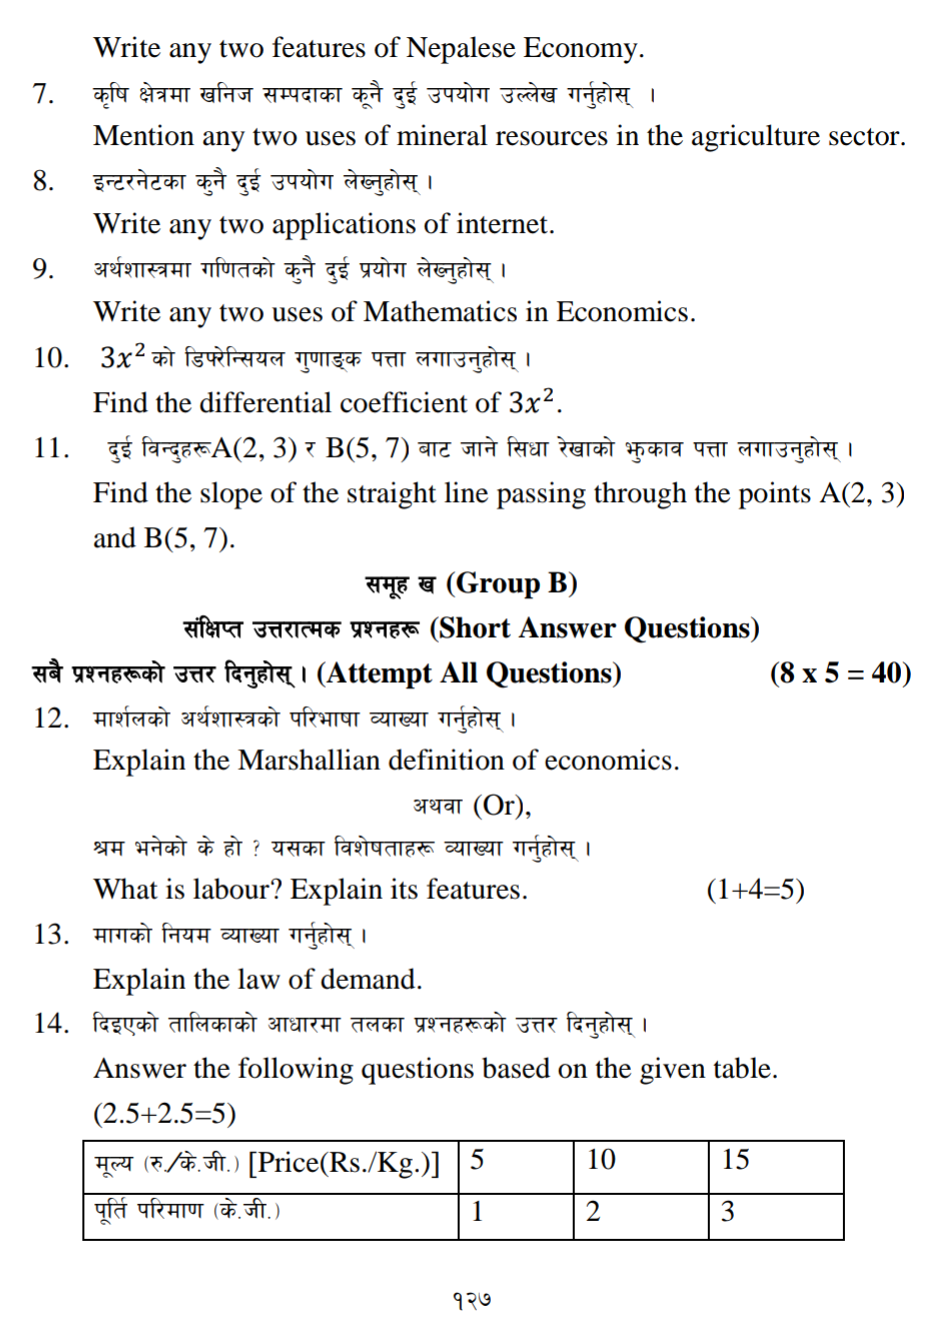 Write any two features of Nepalese Economy.
7. कृषि क्षेत्रमा खनिज सम्पदाका कूनै दुई उपयोग उल्लेख गर्नुहोस् ।
Mention any two uses of mineral resources in the agriculture sector.
8. इन्टरनेटका कुनै दुई उपयोग लेख्नुहोस् ।
Write any two applications of internet.
9. अर्थशास्त्रमा गणितको कुनै दुई प्रयोग लेख्नुहोस् ।
Write any two uses of Mathematics in Economics.
10. 3x² को डिफ्रेन्सियल गुणाङ्क पत्ता लगाउनुहोस् ।
Find the differential coefficient of 3x².
11. दुई विन्दुहरूA(2, 3) र B(5, 7) बाट जाने सिधा रेखाको झुकाव पत्ता लगाउनुहोस् ।
Find the slope of the straight line passing through the points A(2, 3)
and B(5, 7).
समूह ख (Group B)
संक्षिप्त उत्तरात्मक प्रश्नहरू (Short Answer Questions)
सबै प्रश्नहरूको उत्तर दिनुहोस् । (Attempt All Questions) (8 x 5 = 40)
12. मार्शलको अर्थशास्त्रको परिभाषा व्याख्या गर्नुहोस् ।
Explain the Marshallian definition of economics.
अथवा (Or),
श्रम भनेको के हो ? यसका विशेषताहरू व्याख्या गर्नुहोस् ।
What is labour? Explain its features. (1+4=5)
13. मागको नियम व्याख्या गर्नुहोस् ।
Explain the law of demand.
14. दिइएको तालिकाको आधारमा तलका प्रश्नहरूको उत्तर दिनुहोस् ।
Answer the following questions based on the given table.
(2.5+2.5=5)
मूल्य (रु./के.जी.) [Price(Rs./Kg.)] 5 10 15
पूर्ति परिमाण (के.जी.) 1 2 3
१२७